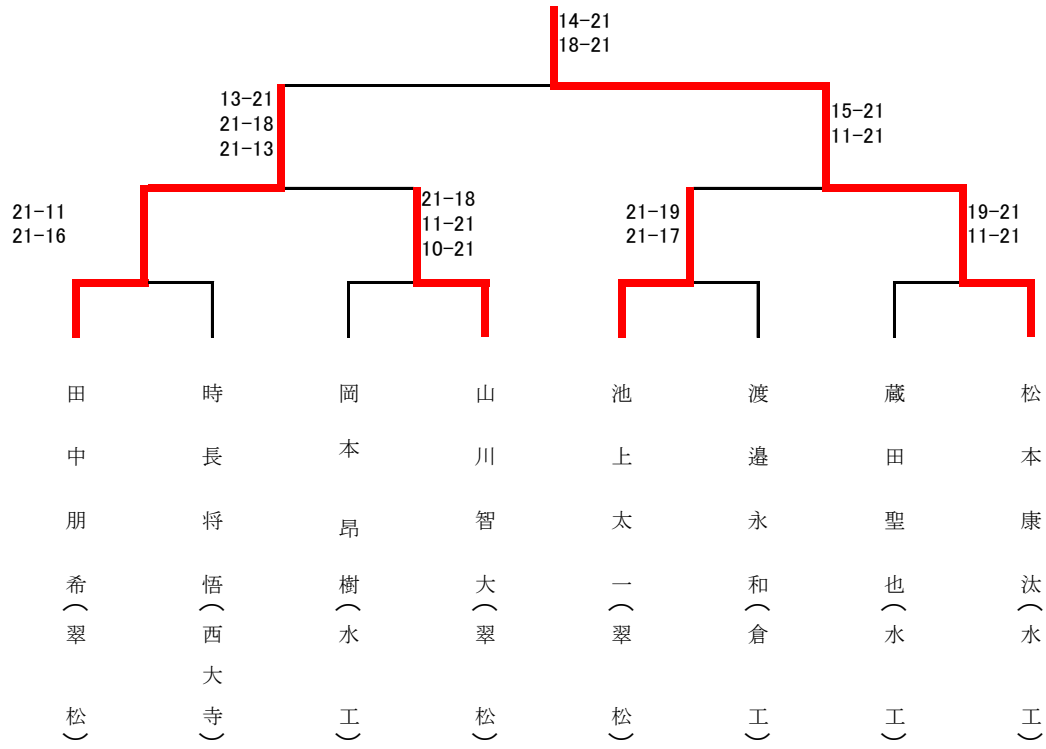 14-21
18-21
13-21
21-18
21-13
15-21
11-21
21-11
21-16
21-18
11-21
10-21
21-19
21-17
19-21
11-21
田中朋希(翠松)
時長将悟(西大寺)
岡本昂樹(水工)
山川智大(翠松)
池上太一(翠松)
渡邉永和(倉工)
蔵田聖也(水工)
松本康汰(水工)